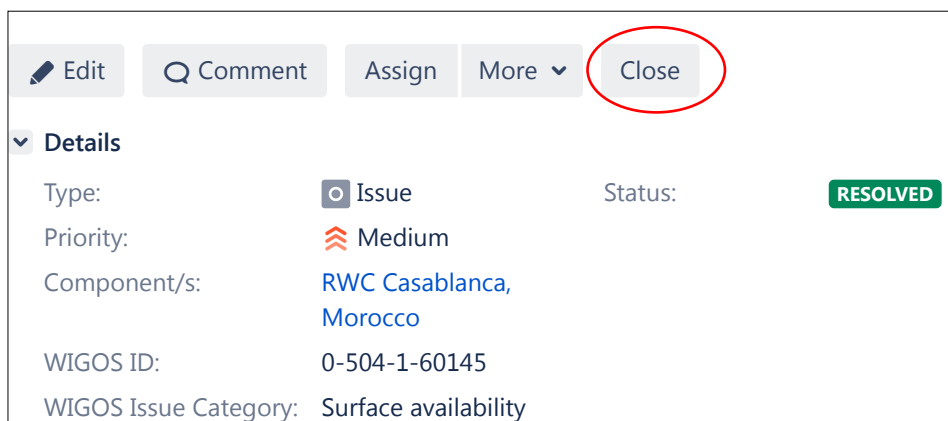 Edit Comment Assign More Close
Details
Type: Issue Status: RESOLVED
Priority: Medium
Component/s: RWC Casablanca,
Morocco
WIGOS ID: 0-504-1-60145
WIGOS Issue Category: Surface availability